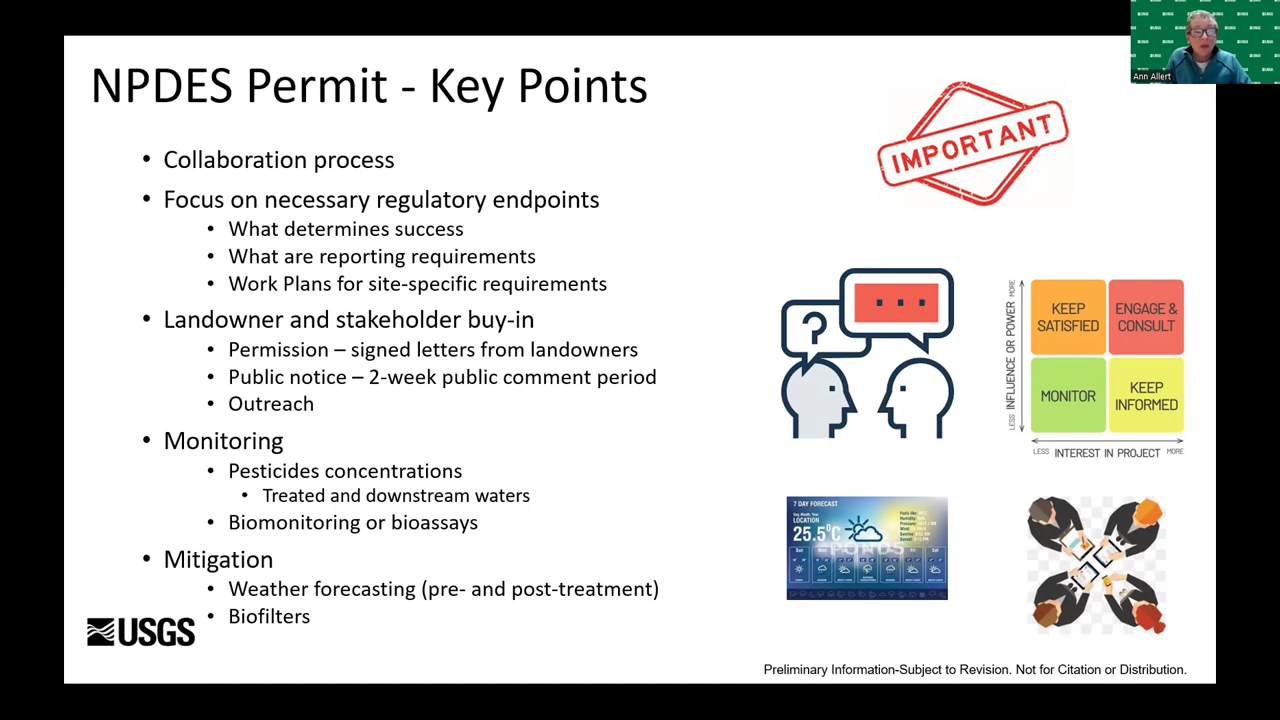 Ann Allert
NPDES Permit - Key Points
IMPORTANT
• Collaboration process
• Focus on necessary regulatory endpoints
• What determines success
• What are reporting requirements
• Work Plans for site-specific requirements
• Landowner and stakeholder buy-in
• Permission – signed letters from landowners
• Public notice – 2-week public comment period
• Outreach
• Monitoring
• Pesticides concentrations
• Treated and downstream waters
• Biomonitoring or bioassays
• Mitigation
• Weather forecasting (pre- and post-treatment)
• Biofilters
USGS
?
...
MORE
INFLUENCE OR POWER
LESS
KEEP
SATISFIED
ENGAGE &
CONSULT
MONITOR
KEEP
INFORMED
LESS INTEREST IN PROJECT MORE
7 DAY FORECAST
Day, Month, Year
LOCATION
25.5°C
Preliminary Information-Subject to Revision. Not for Citation or Distribution.